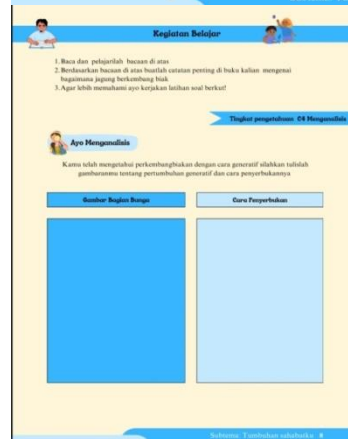 Kegiatan Belajar
1. Baca dan pelajarilah bacaan di atas
2. Berdasarkan bacaan di atas buatlah catatan penting di buku kalian mengenai
bagaimana jagung berkembang biak
3. Agar lebih memahami ayo kerjakan latihan soal berkut!
Tingkat pengetahuan C4 Menganalisis
Ayo Menganalisis
Kamu telah mengetahui perkembangbiakan dengan cara generatif silahkan tulislah
gambaranmu tentang pertumbuhan generatif dan cara penyerbukannya
Gambar Bagian Bunga
Cara Penyerbukan
Subtema Tumbuhan sahabatku 8